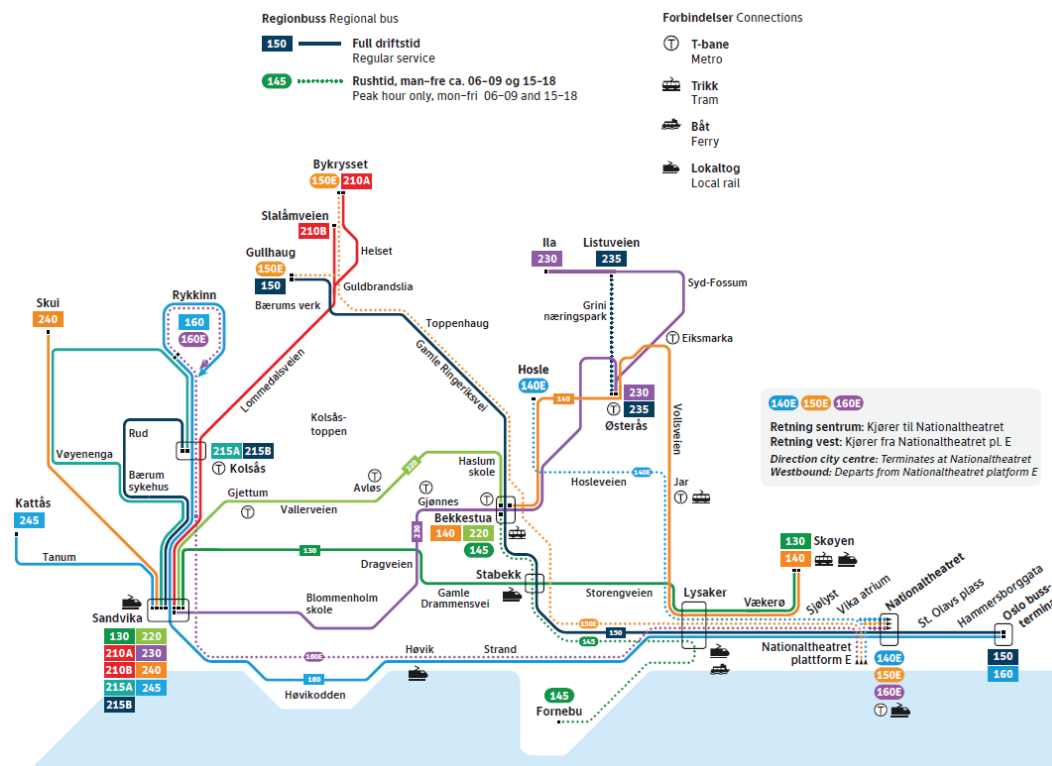 Regionbuss Regional bus
150 Full driftstid
Regular service
145 Rushtid, man-fre ca. 06-09 og 15-18
Peak hour only, mon-fri 06-09 and 15-18
Forbindelser Connections
T T-bane
Metro
Trikk
Tram
Båt
Ferry
Lokaltog
Local rail
Bykrysset
150E 210A
Slalåmveien
210B
Helset
Gullhaug
150E
150
Bærums verk
Guldbrandslia
Ila
230
Listuveien
235
Syd-Fossum
Grini
næringspark
T Eiksmarka
Skui
240
Rykkinn
160
160E
Toppenhaug
Gamle Ringeriksvei
Lommedalsveien
Kolsås-
toppen
Hosle
140E
140
230
235
T Østerås
Vollsveien
140E 150E 160E
Retning sentrum: Kjører til Nationaltheatret
Retning vest: Kjører fra Nationaltheatret pl. E
Direction city centre: Terminates at Nationaltheatret
Westbound: Departs from Nationaltheatret platform E
Rud
Vøyenenga
Bærum
sykehus
215A 215B
T Kolsås
Gjettum
T
Vallerveien
T
Avløs
220
Haslum
skole
T
Gjønnes
T
Bekkestua
140 220
145
230
140E
Hosleveien
Jar
T
Kattås
245
Tanum
130
Dragveien
Stabekk
Gamle
Drammensvei
Storengveien
130 Skøyen
140
Lysaker
Vækerø
Sjølyst
Vika atrium
Nationaltheatret
St. Olavs plass
Hammersborggata
Oslo buss-
Sandvika
130 220
210A 230
210B 240
215A 245
215B
Blommenholm
skole
150E
150
145
160E
Høvik
Strand
160
Høvikodden
Nationaltheatret
plattform E
140E
150E
160E
T
150
160
145
Fornebu